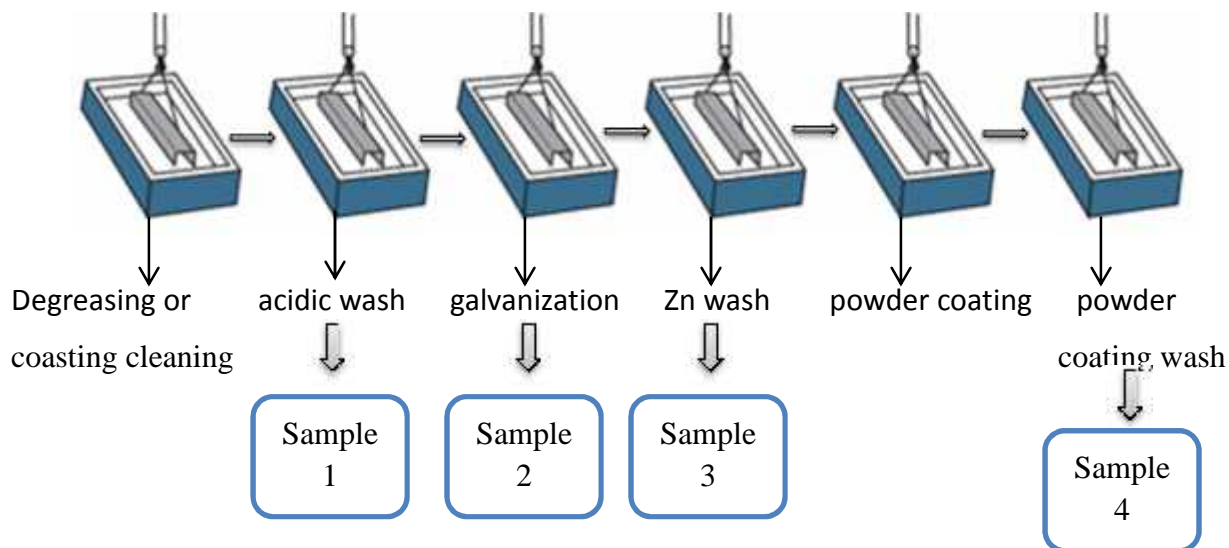 Degreasing or
coasting cleaning
acidic wash
galvanization
Zn wash
powder coating
powder
coating wash
Sample
1
Sample
2
Sample
3
Sample
4